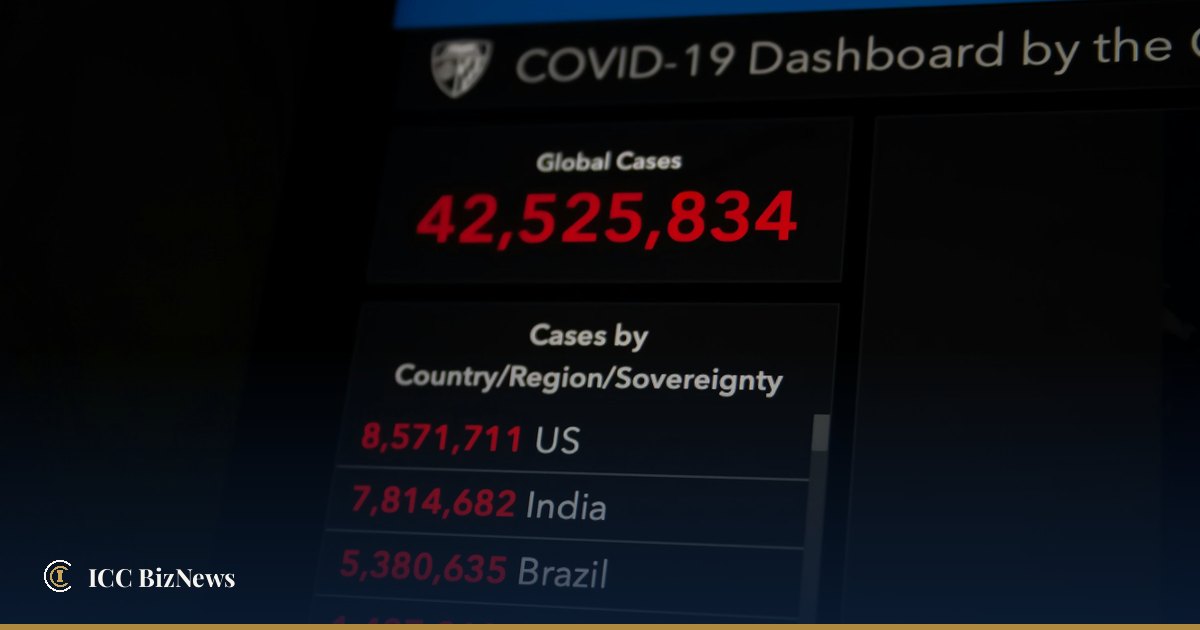 COVID-19 Dashboard by the
Global Cases
42,525,834
Cases by
Country/Region/Sovereignty
8,571,711 US
7,814,682 India
5,380,635 Brazil
ICC BizNews